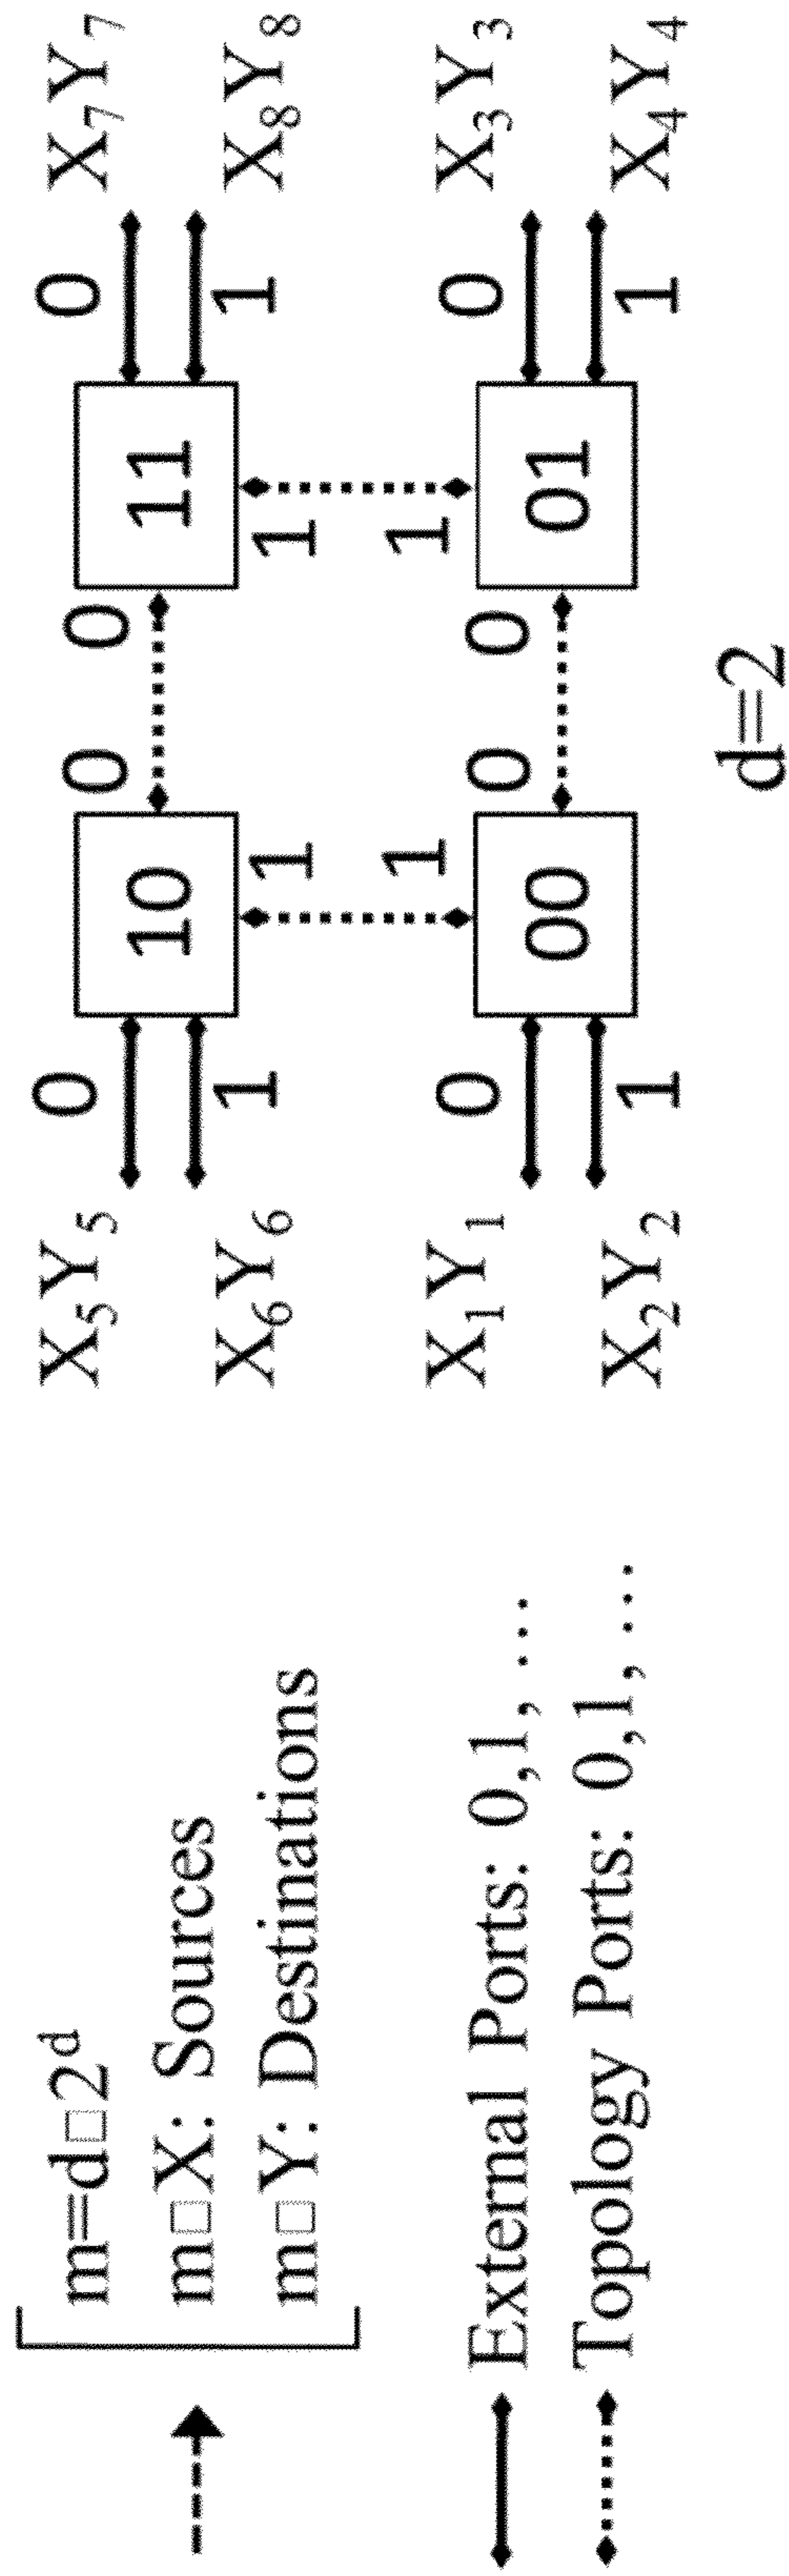 m=d□2ᵈ
m□X: Sources
m□Y: Destinations
External Ports: 0,1,...
Topology Ports: 0,1,...
X₅Y₅ 0 0 0 0 X₇Y₇
10 11
X₆Y₆ 1 1 1 1 X₈Y₈
1 1
X₁Y₁ 0 0 0 0 X₃Y₃
00 01
X₂Y₂ 1 1 X₄Y₄
d=2